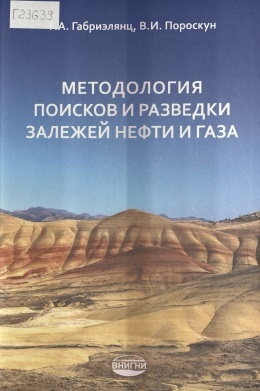 Г23639
.А. Габриэлянц, В.И. Пороскун
МЕТОДОЛОГИЯ
ПОИСКОВ И РАЗВЕДКИ
ЗАЛЕЖЕЙ НЕФТИ И ГАЗА
ВНИГНИ